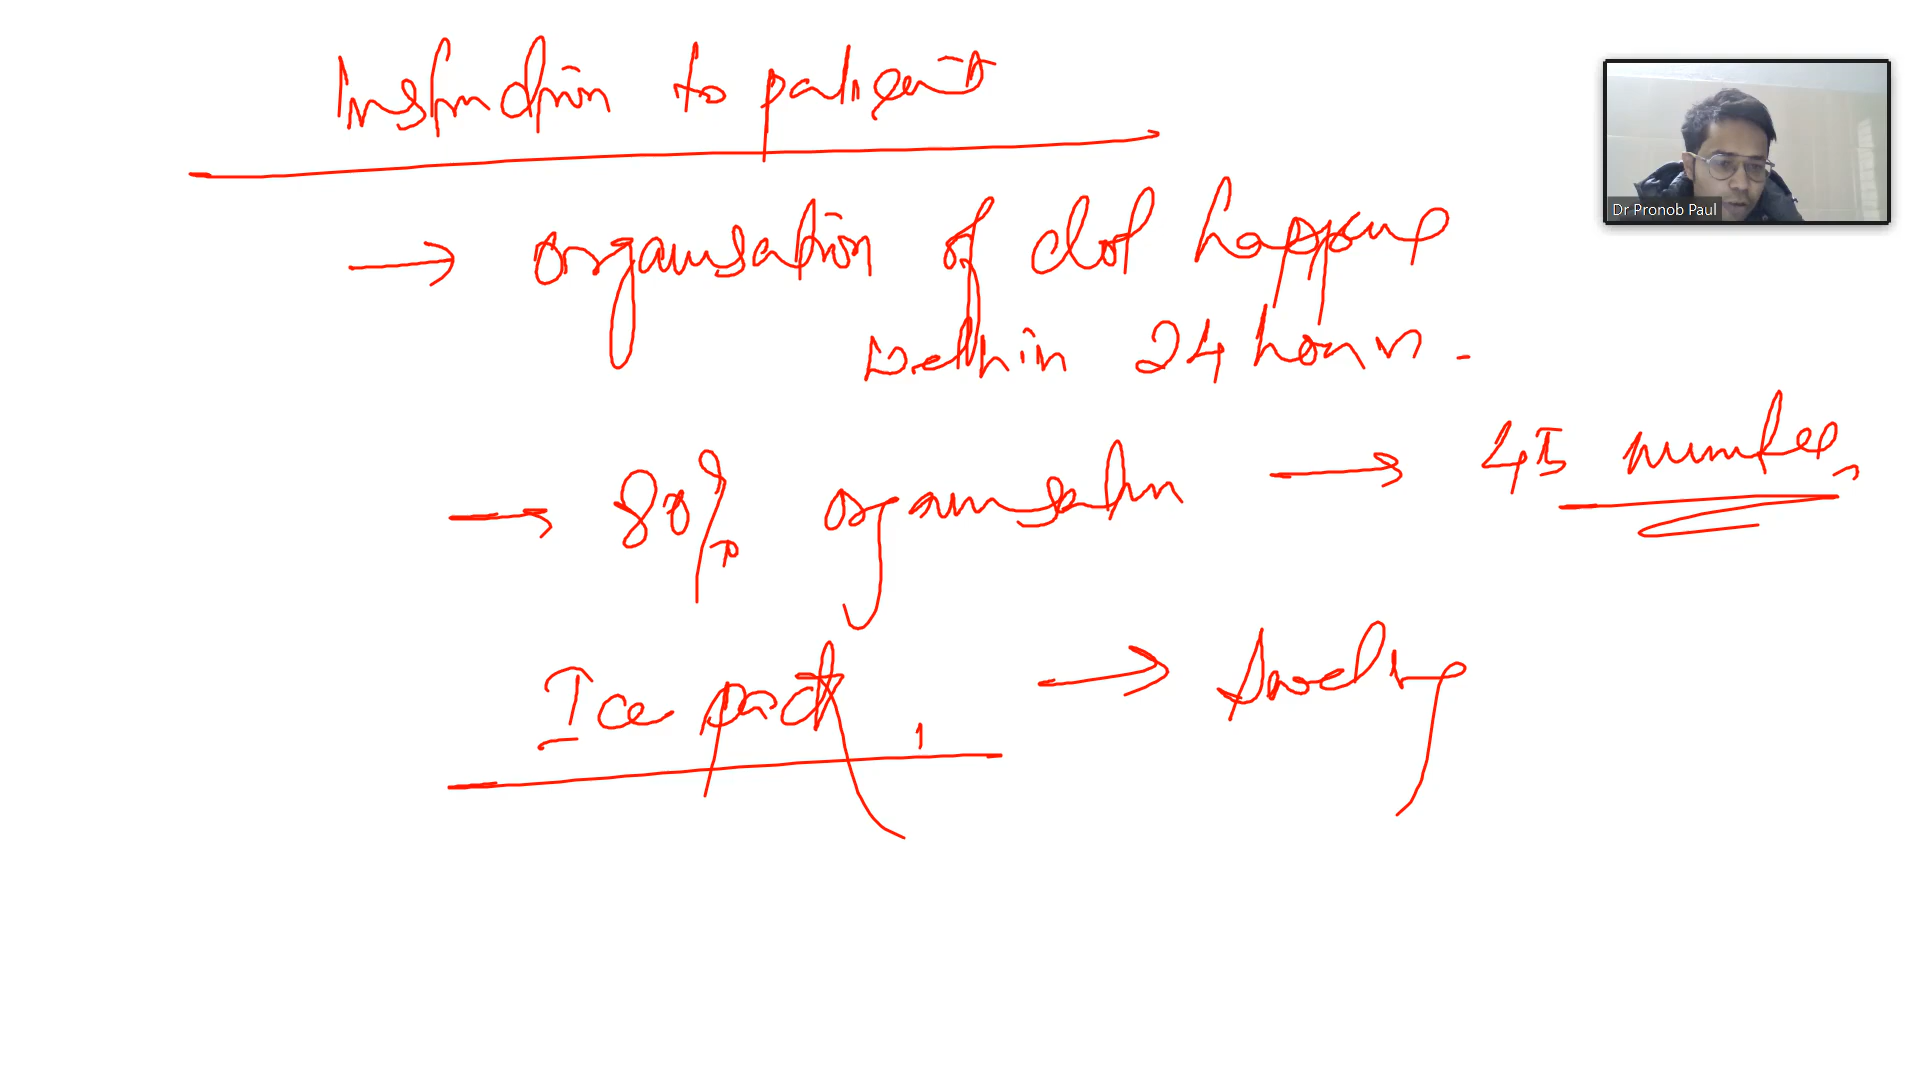 Instruction to patient
Dr Pronob Paul
→ organisation of clot happens
within 24 hours.
→ 80% organisation → 45 minutes
Ice pack → Swelling